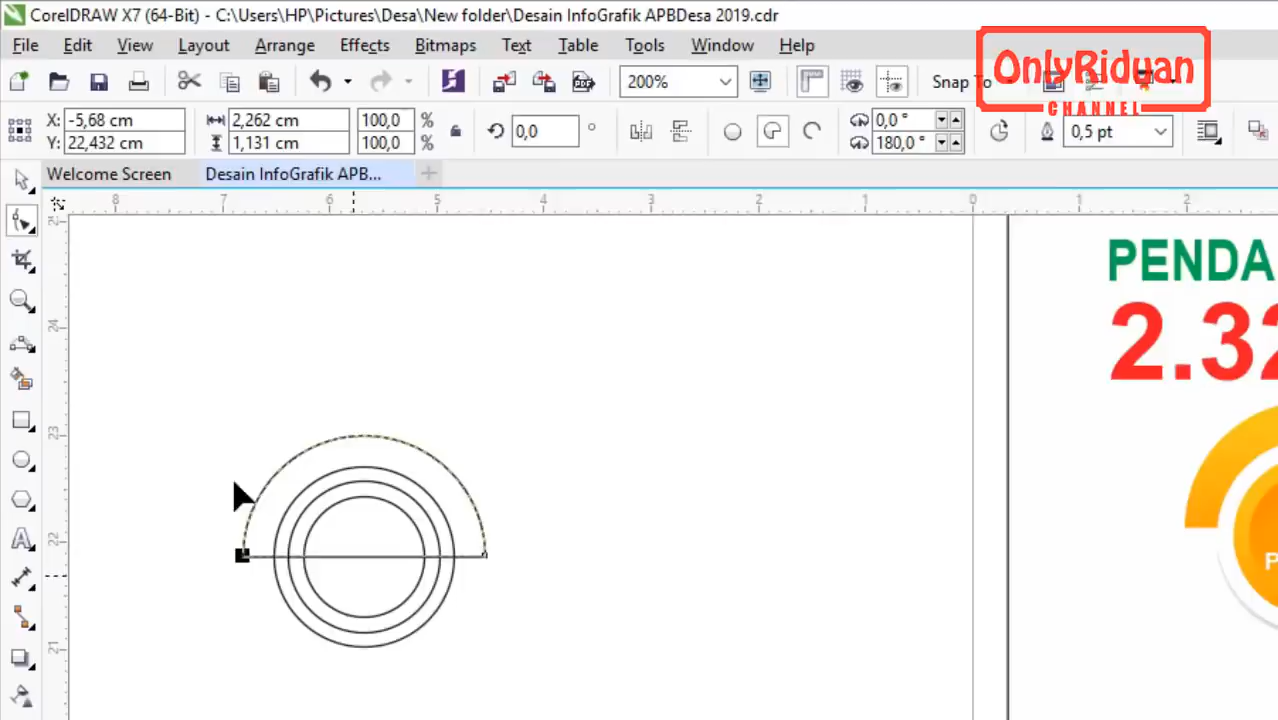 CorelDRAW X7 (64-Bit) - C:\Users\HP\Pictures\Desa\New folder\Desain InfoGrafik APBDesa 2019.cdr
File Edit View Layout Arrange Effects Bitmaps Text Table Tools Window Help
OnlyRiduan
CHANNEL
200% Snap To
X: -5,68 cm 2,262 cm 100,0 % 0,0 ° 0,0 ° 0,5 pt
Y: 22,432 cm 1,131 cm 100,0 % 180,0 °
Welcome Screen Desain InfoGrafik APB...
8 7 6 5 4 3 2 1 0 1 2
24
23
22
21
PENDA
2.32
P